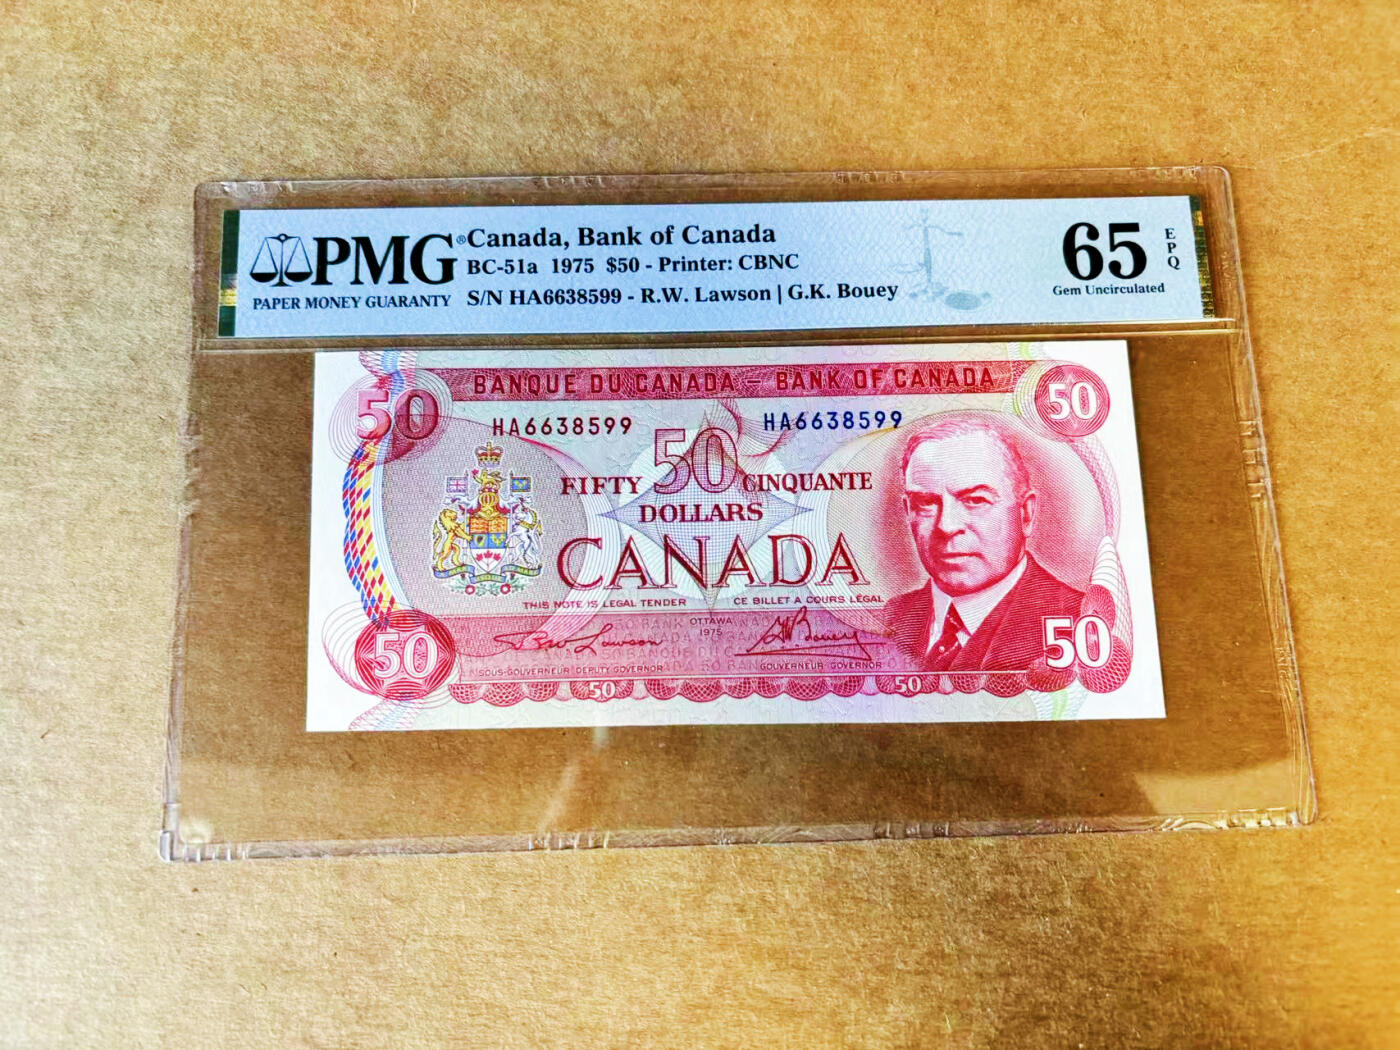 PMG®
PAPER MONEY GUARANTY
Canada, Bank of Canada
BC-51a 1975 $50 - Printer: CBNC
S/N HA6638599 - R.W. Lawson | G.K. Bouey
65
EPQ
Gem Uncirculated
BANQUE DU CANADA – BANK OF CANADA
50
50
HA6638599
HA6638599
FIFTY 50 CINQUANTE
DOLLARS
CANADA
THIS NOTE IS LEGAL TENDER CE BILLET A COURS LÉGAL
OTTAWA
1975
R.W. Lawson
G.K. Bouey
SOUS-GOUVERNEUR DEPUTY GOVERNOR
GOUVERNEUR GOVERNOR
50
50
50
50